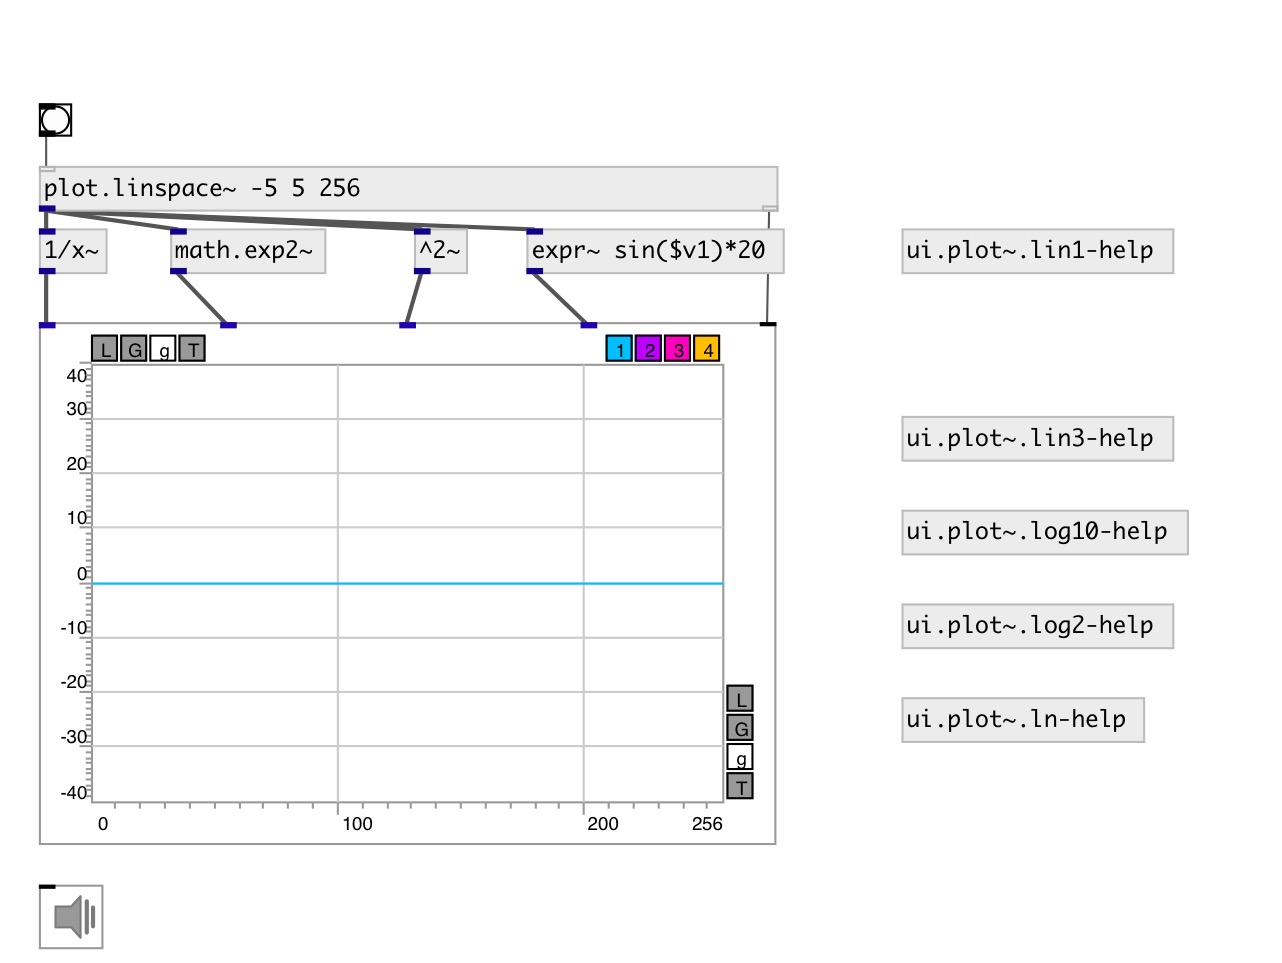 plot.linspace~ -5 5 256
1/x~
math.exp2~
^2~
expr~ sin($v1)*20
ui.plot~.lin1-help
L G g T
1 2 3 4
40
30
20
10
0
-10
-20
-30
-40
0 100 200 256
L
G
g
T
ui.plot~.lin3-help
ui.plot~.log10-help
ui.plot~.log2-help
ui.plot~.ln-help